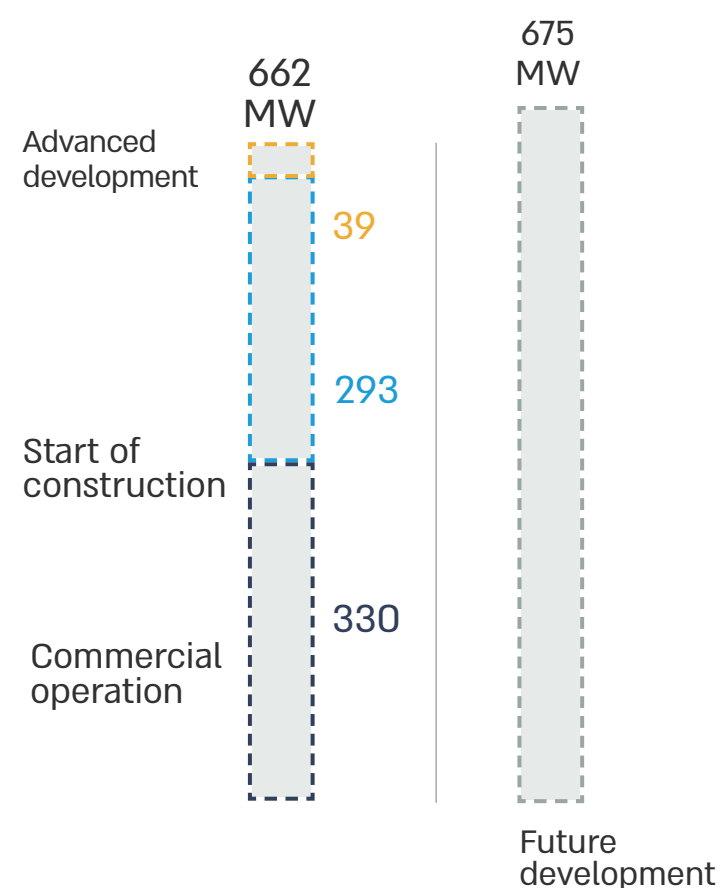 675
MW
662
MW
Advanced
development
39
293
Start of
construction
330
Commercial
operation
Future
development